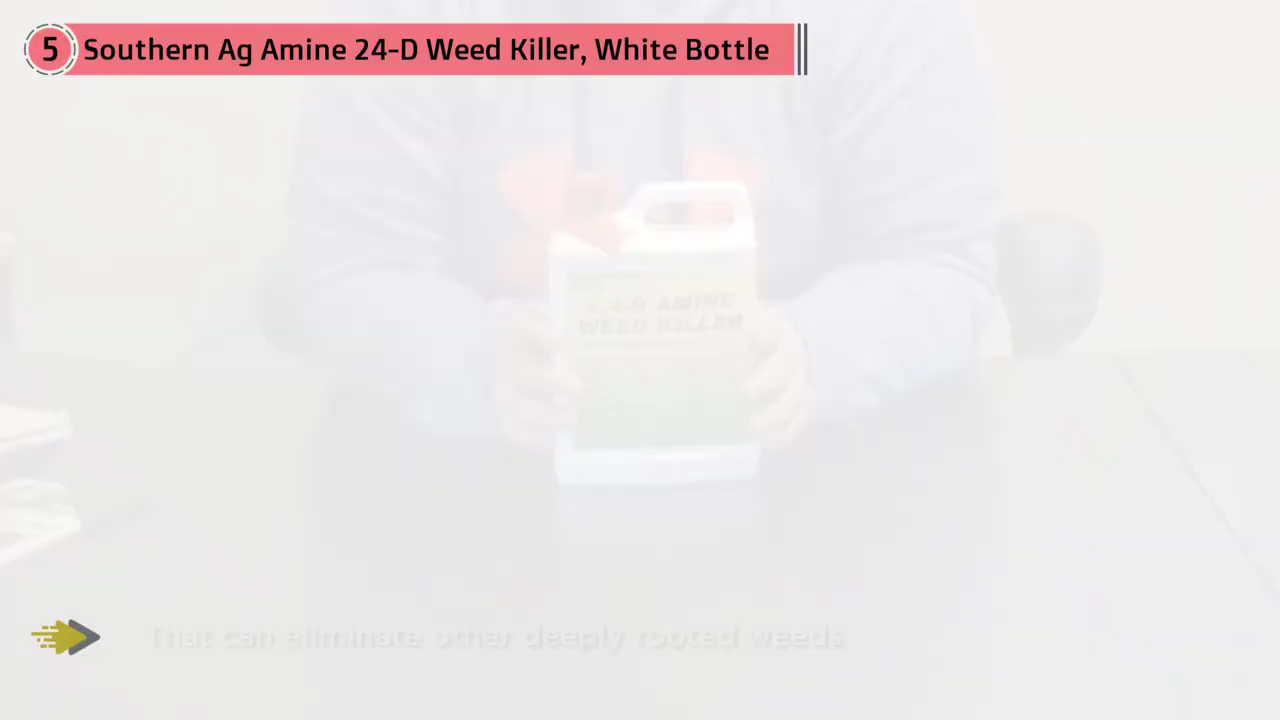 5 Southern Ag Amine 24-D Weed Killer, White Bottle
2,4-D AMINE
WEED KILLER
That can eliminate other deeply rooted weeds